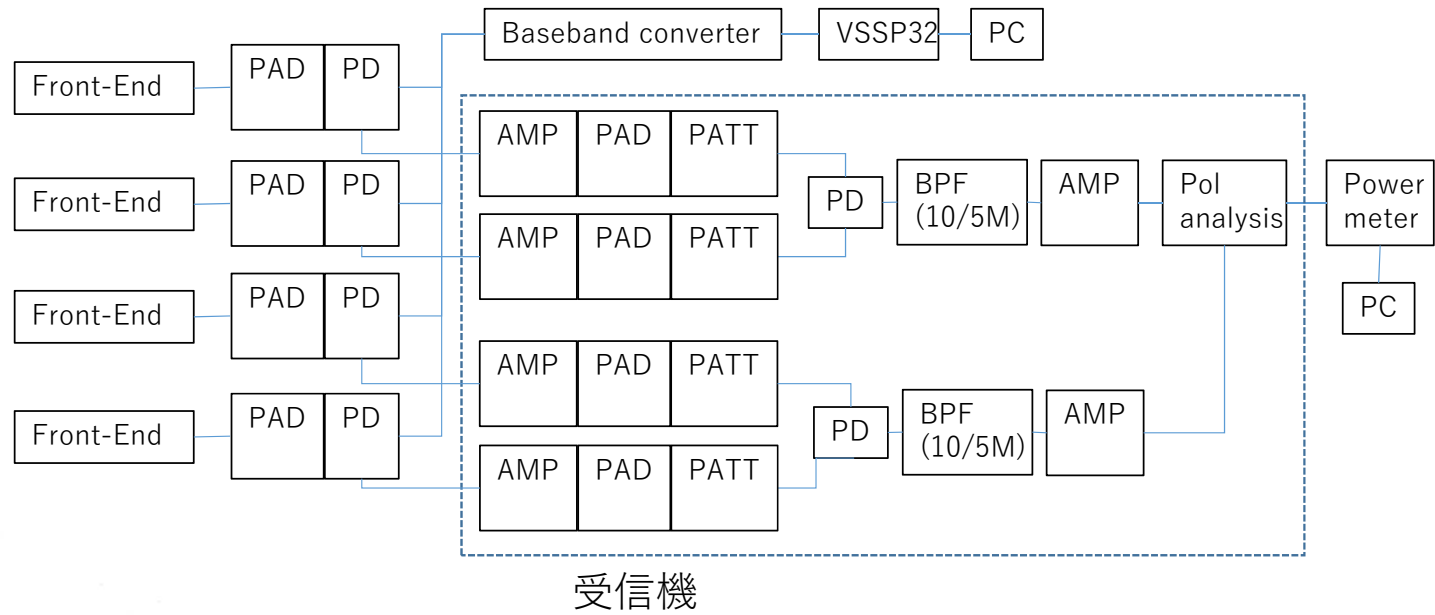 Baseband converter
VSSP32
PC
Front-End
PAD
PD
AMP
PAD
PATT
Front-End
PAD
PD
AMP
PAD
PATT
PD
BPF
(10/5M)
AMP
Pol
analysis
Power
meter
PC
Front-End
PAD
PD
AMP
PAD
PATT
Front-End
PAD
PD
AMP
PAD
PATT
PD
BPF
(10/5M)
AMP
受信機